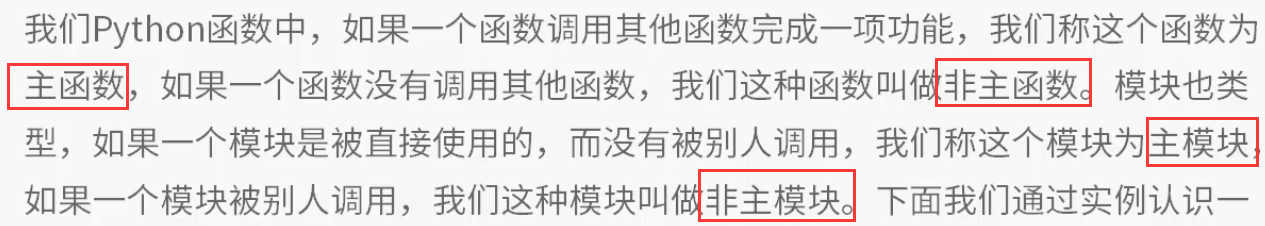 我们Python函数中，如果一个函数调用其他函数完成一项功能，我们称这个函数为
主函数，如果一个函数没有调用其他函数，我们这种函数叫做非主函数。模块也类
型，如果一个模块是被直接使用的，而没有被别人调用，我们称这个模块为主模块，
如果一个模块被别人调用，我们这种模块叫做非主模块。下面我们通过实例认识一